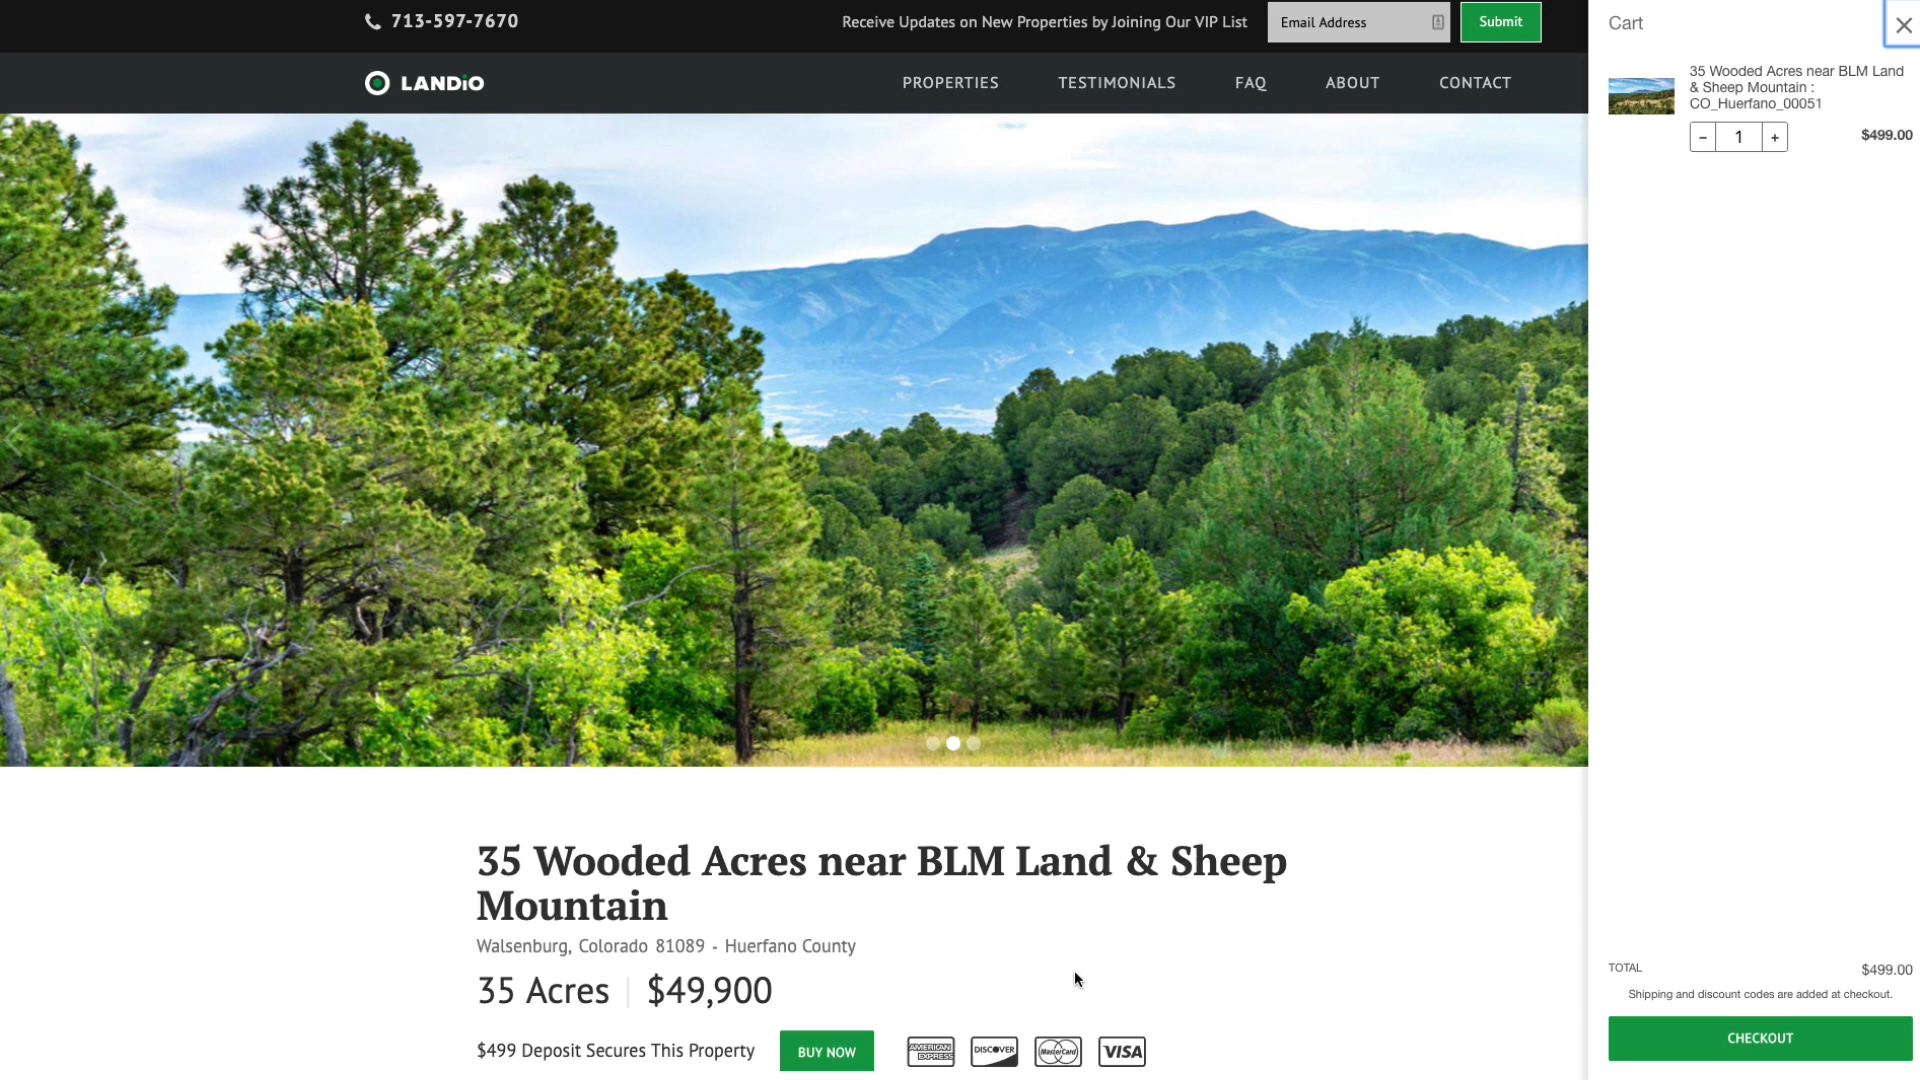 713-597-7670
Receive Updates on New Properties by Joining Our VIP List
Email Address
Submit
LANDiO
PROPERTIES
TESTIMONIALS
FAQ
ABOUT
CONTACT
35 Wooded Acres near BLM Land & Sheep
Mountain
Walsenburg, Colorado 81089 - Huerfano County
35 Acres
$49,900
$499 Deposit Secures This Property
BUY NOW
AMERICAN
EXPRESS
DISCOVER
MasterCard
VISA
Cart
35 Wooded Acres near BLM Land
& Sheep Mountain :
CO_Huerfano_00051
- 1 +
$499.00
TOTAL
$499.00
Shipping and discount codes are added at checkout.
CHECKOUT